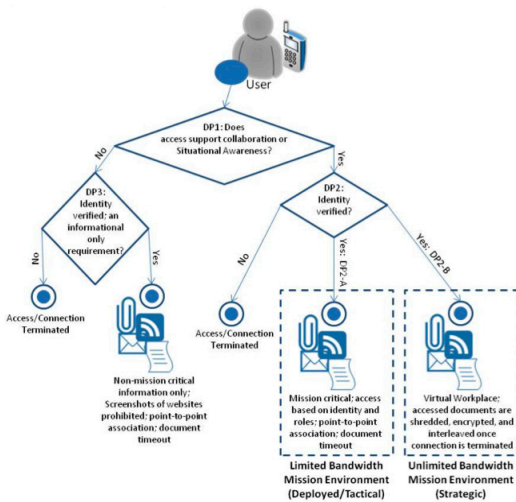 User
DP1: Does
access support collaboration or
Situational Awareness?
No
Yes
DP3:
Identity
verified; an
informational
only
requirement?
DP2:
Identity
verified?
No
Yes
No
Yes: DP2-A
Yes: DP2-B
Access/Connection
Terminated
Non-mission critical
information only;
Screenshots of websites
prohibited; point-to-point
association; document
timeout
Access/Connection
Terminated
Mission critical; access
based on identity and
roles; point-to-point
association; document
timeout
Virtual Workplace;
accessed documents are
shredded, encrypted, and
interleaved once
connection is terminated
Limited Bandwidth
Mission Environment
(Deployed/Tactical)
Unlimited Bandwidth
Mission Environment
(Strategic)